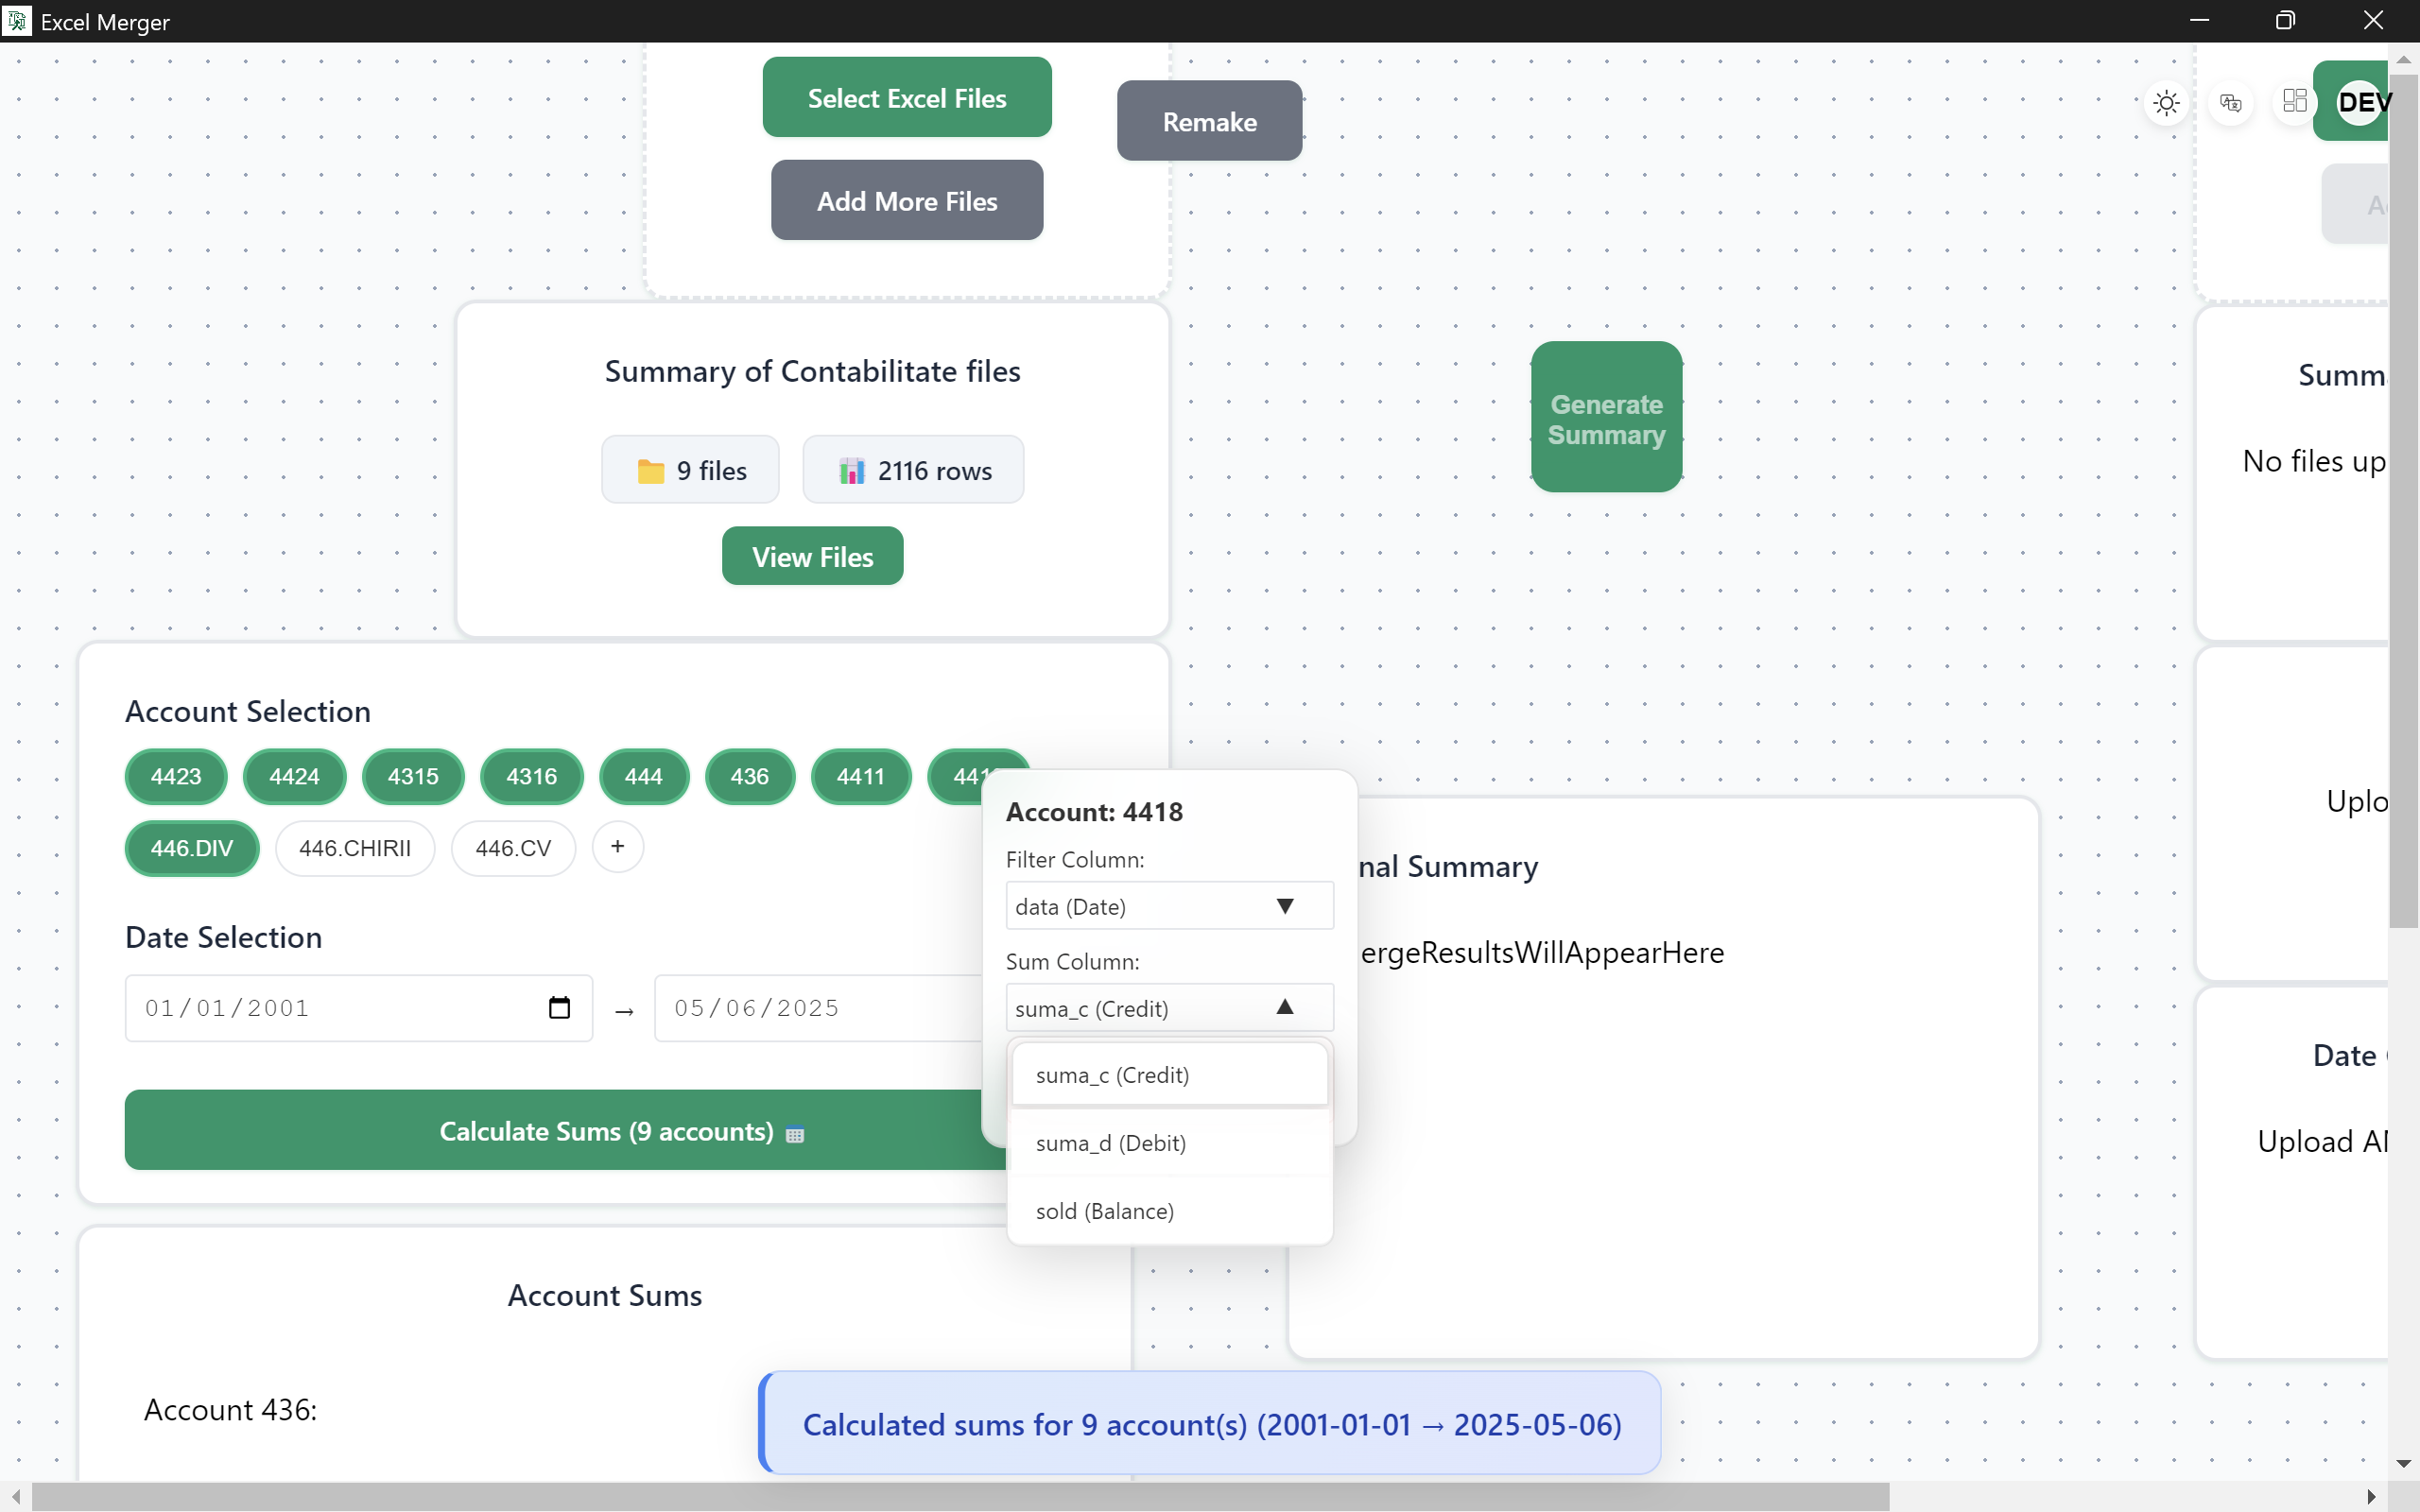 Excel Merger
Select Excel Files
Remake
DEV
Add More Files
Summary of Contabilitate files
9 files
2116 rows
View Files
Generate
Summary
No files up
Account Selection
4423
4424
4315
4316
444
436
4411
446.DIV
446.CHIRII
446.CV
+
Date Selection
01/01/2001
→
05/06/2025
Calculate Sums (9 accounts)
Account: 4418
Filter Column:
data (Date)
Sum Column:
suma_c (Credit)
suma_c (Credit)
suma_d (Debit)
sold (Balance)
nal Summary
ergeResultsWillAppearHere
Summ
Uplo
Date
Upload
Account Sums
Account 436:
Calculated sums for 9 account(s) (2001-01-01 → 2025-05-06)